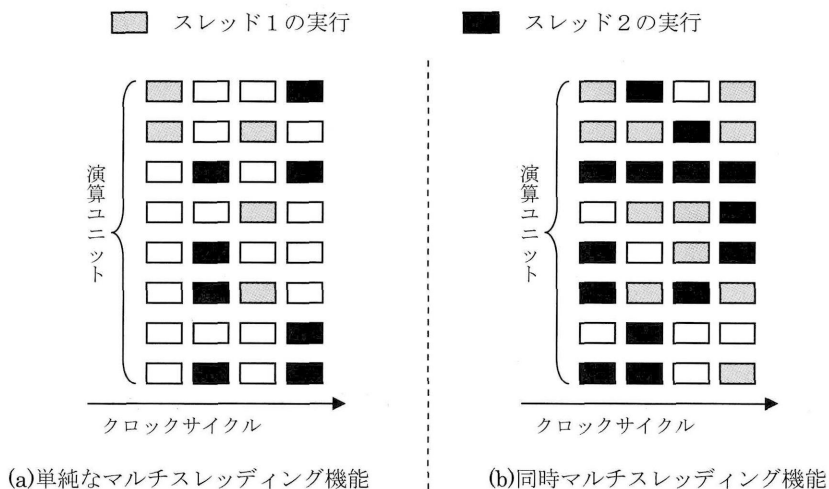 スレッド1の実行
スレッド2の実行
演算ユニット
クロックサイクル
(a)単純なマルチスレッディング機能
演算ユニット
クロックサイクル
(b)同時マルチスレッディング機能